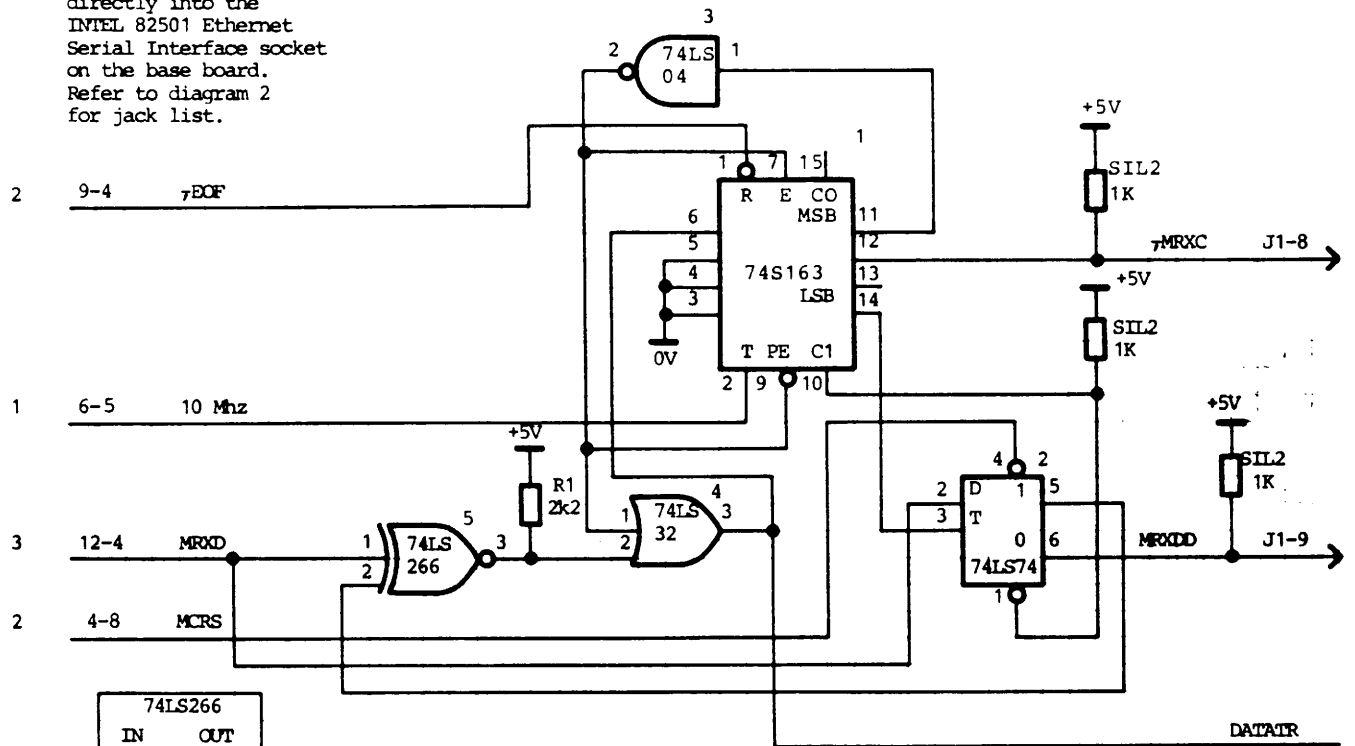 directly into the
INTEL 82501 Ethernet
Serial Interface socket
on the base board.
Refer to diagram 2
for jack list.
3
2 74LS 1
04
+5V
1
SIL2
1K
1 7 15
2 9-4 ┐EOF
R E CO
MSB 11
6
12
5
┐MRXC J1-8
4 74S163 13
+5V
3 LSB 14
SIL2
1K
0V
T PE C1
2 9 10
1 6-5 10 Mhz
+5V
+5V
SIL2
1K
4 2
R1
2k2
4
2 D 1 5
1 74LS 3
3 T
5
2 32
3 12-4 MRXD
1 74LS 3
0 6 MRXDD J1-9
2 266
74LS74
1
2 4-8 MCRS
74LS266
IN OUT
DATATR